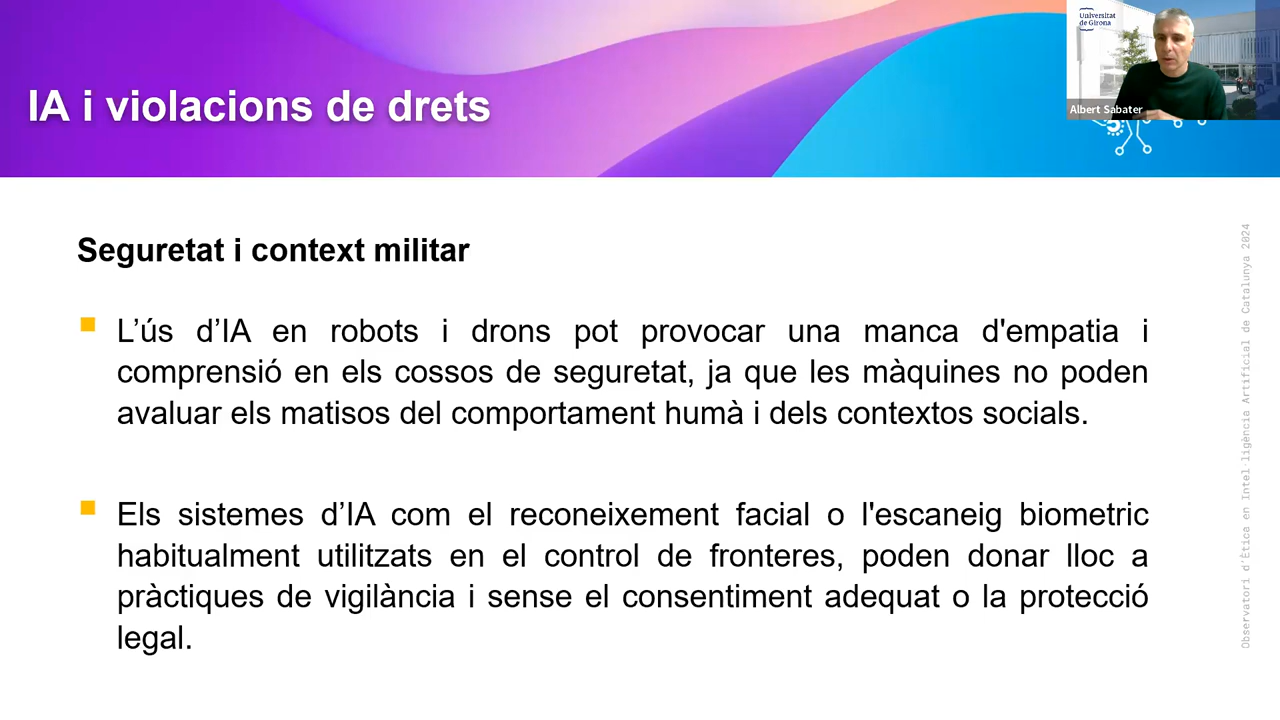 IA i violacions de drets
Universitat
de Girona
Albert Sabater
Seguretat i context militar
L’ús d’IA en robots i drons pot provocar una manca d'empatia i
comprensió en els cossos de seguretat, ja que les màquines no poden
avaluar els matisos del comportament humà i dels contextos socials.
Els sistemes d’IA com el reconeixement facial o l'escaneig biometric
habitualment utilitzats en el control de fronteres, poden donar lloc a
pràctiques de vigilància i sense el consentiment adequat o la protecció
legal.
Observatori d'Ètica en Intel·ligència Artificial de Catalunya 2024